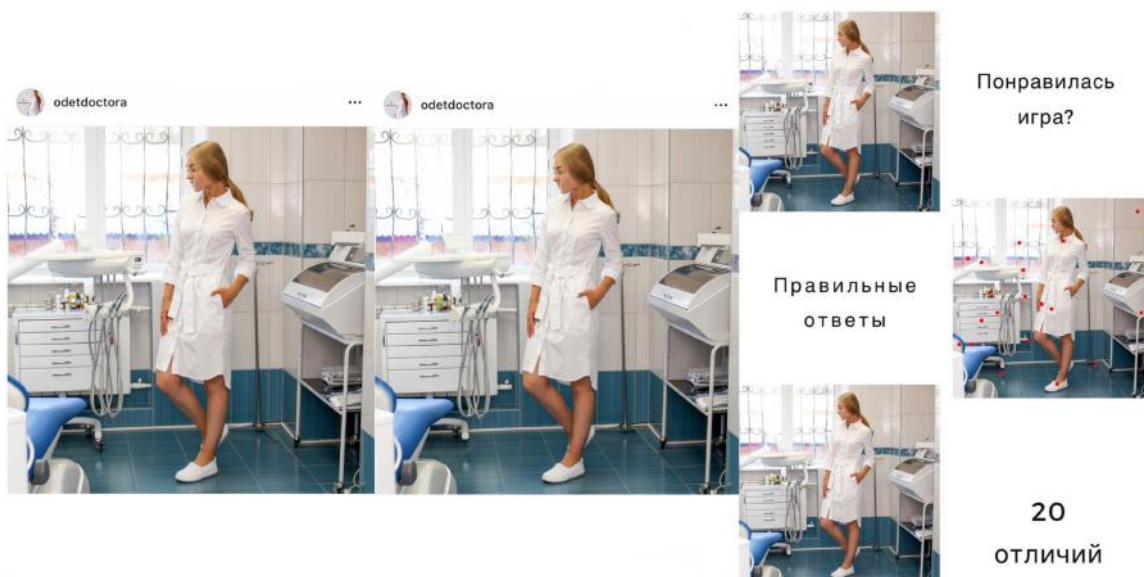 odetdoctora
odetdoctora
Понравилась
игра?
Правильные
ответы
20
отличий